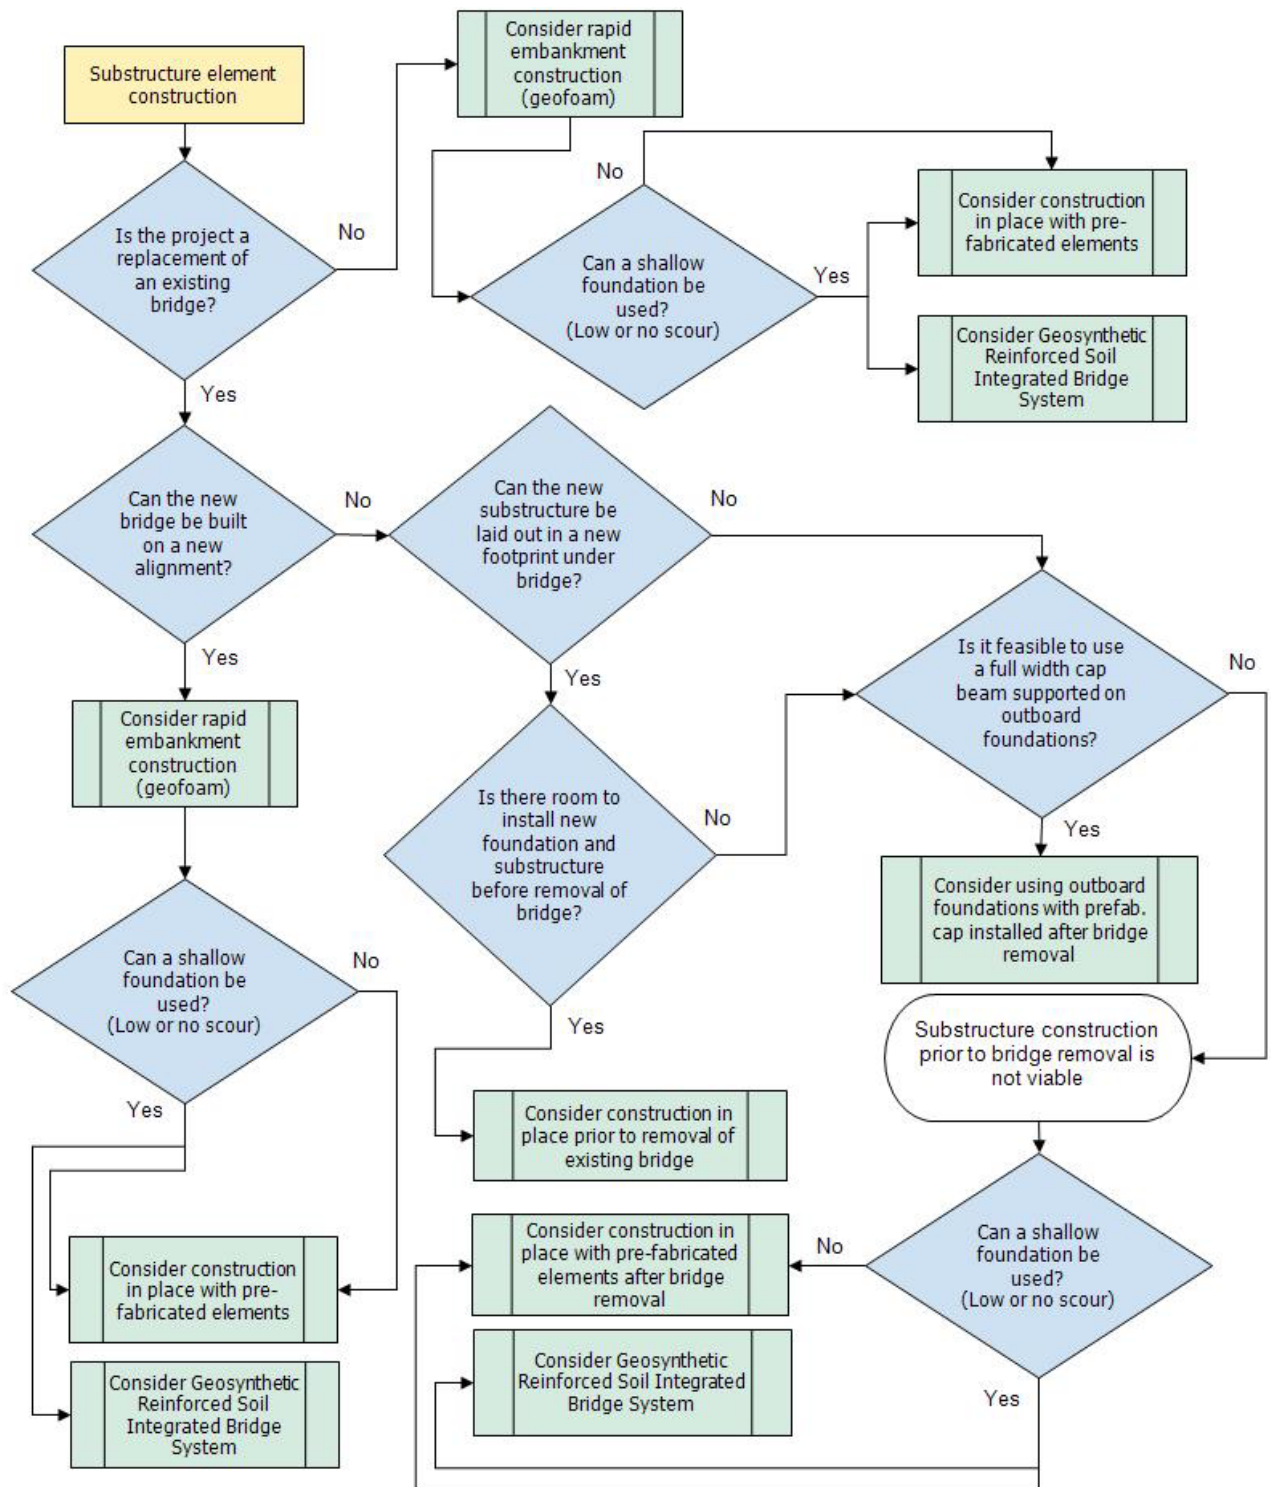 Substructure element
construction
Consider rapid
embankment
construction
(geofoam)
Is the project a
replacement of
an existing
bridge?
No
Yes
No
Can a shallow
foundation be
used?
(Low or no scour)
Yes
Consider construction
in place with pre-
fabricated elements
Consider Geosynthetic
Reinforced Soil
Integrated Bridge
System
Can the new
bridge be built
on a new
alignment?
No
Yes
Can the new
substructure be
laid out in a new
footprint under
bridge?
No
Yes
Is it feasible to use
a full width cap
beam supported on
outboard
foundations?
No
Yes
Consider rapid
embankment
construction
(geofoam)
Is there room to
install new
foundation and
substructure
before removal of
bridge?
No
Yes
Consider using outboard
foundations with prefab.
cap installed after bridge
removal
Can a shallow
foundation be
used?
(Low or no scour)
No
Yes
Substructure construction
prior to bridge removal is
not viable
Consider construction in
place prior to removal of
existing bridge
Consider construction in
place with pre-fabricated
elements after bridge
removal
No
Can a shallow
foundation be
used?
(Low or no scour)
Yes
Consider construction
in place with pre-
fabricated elements
Consider Geosynthetic
Reinforced Soil Integrated
Bridge System
Consider Geosynthetic
Reinforced Soil
Integrated Bridge
System